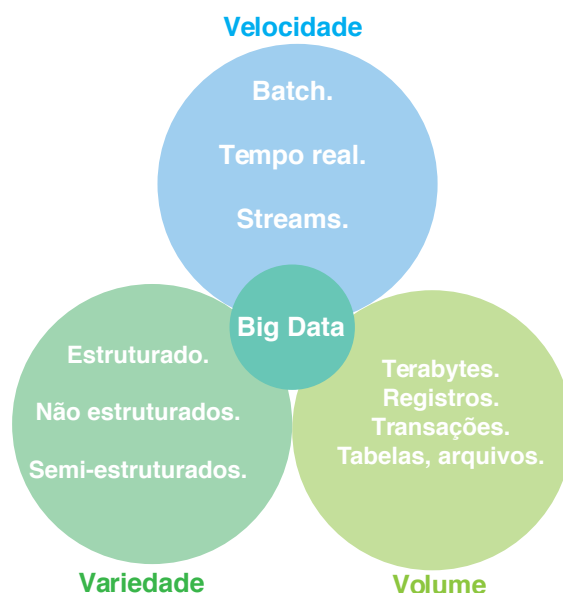 Velocidade
Batch.
Tempo real.
Streams.
Big Data
Estruturado.
Não estruturados.
Semi-estruturados.
Variedade
Terabytes.
Registros.
Transações.
Tabelas, arquivos.
Volume